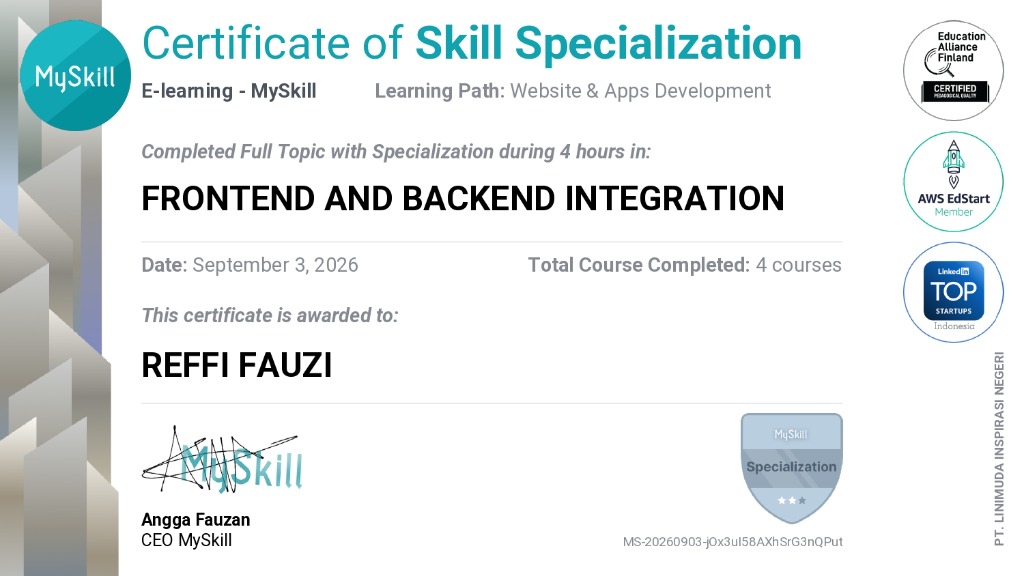 MySkill
Certificate of Skill Specialization
E-learning - MySkill
Learning Path: Website & Apps Development
Completed Full Topic with Specialization during 4 hours in:
FRONTEND AND BACKEND INTEGRATION
Date: September 3, 2026
Total Course Completed: 4 courses
This certificate is awarded to:
REFFI FAUZI
MySkill
Angga Fauzan
CEO MySkill
MySkill
Specialization
MS-20260903-jOx3uI58AXhSrG3nQPut
Education
Alliance
Finland
CERTIFIED
PEDAGOGICAL QUALITY
AWS EdStart
Member
LinkedIn
TOP
STARTUPS
Indonesia
PT. LINIMUDA INSPIRASI NEGERI